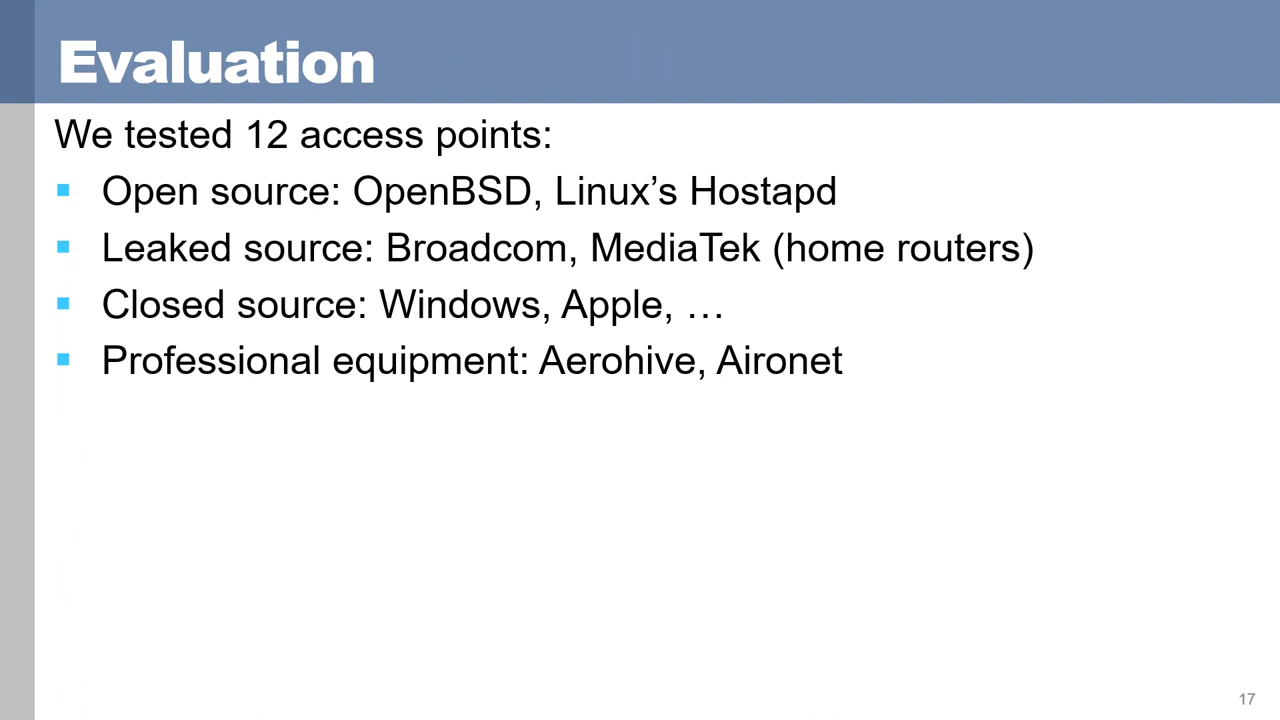 Evaluation
We tested 12 access points:
▪ Open source: OpenBSD, Linux’s Hostapd
▪ Leaked source: Broadcom, MediaTek (home routers)
▪ Closed source: Windows, Apple, …
▪ Professional equipment: Aerohive, Aironet
17